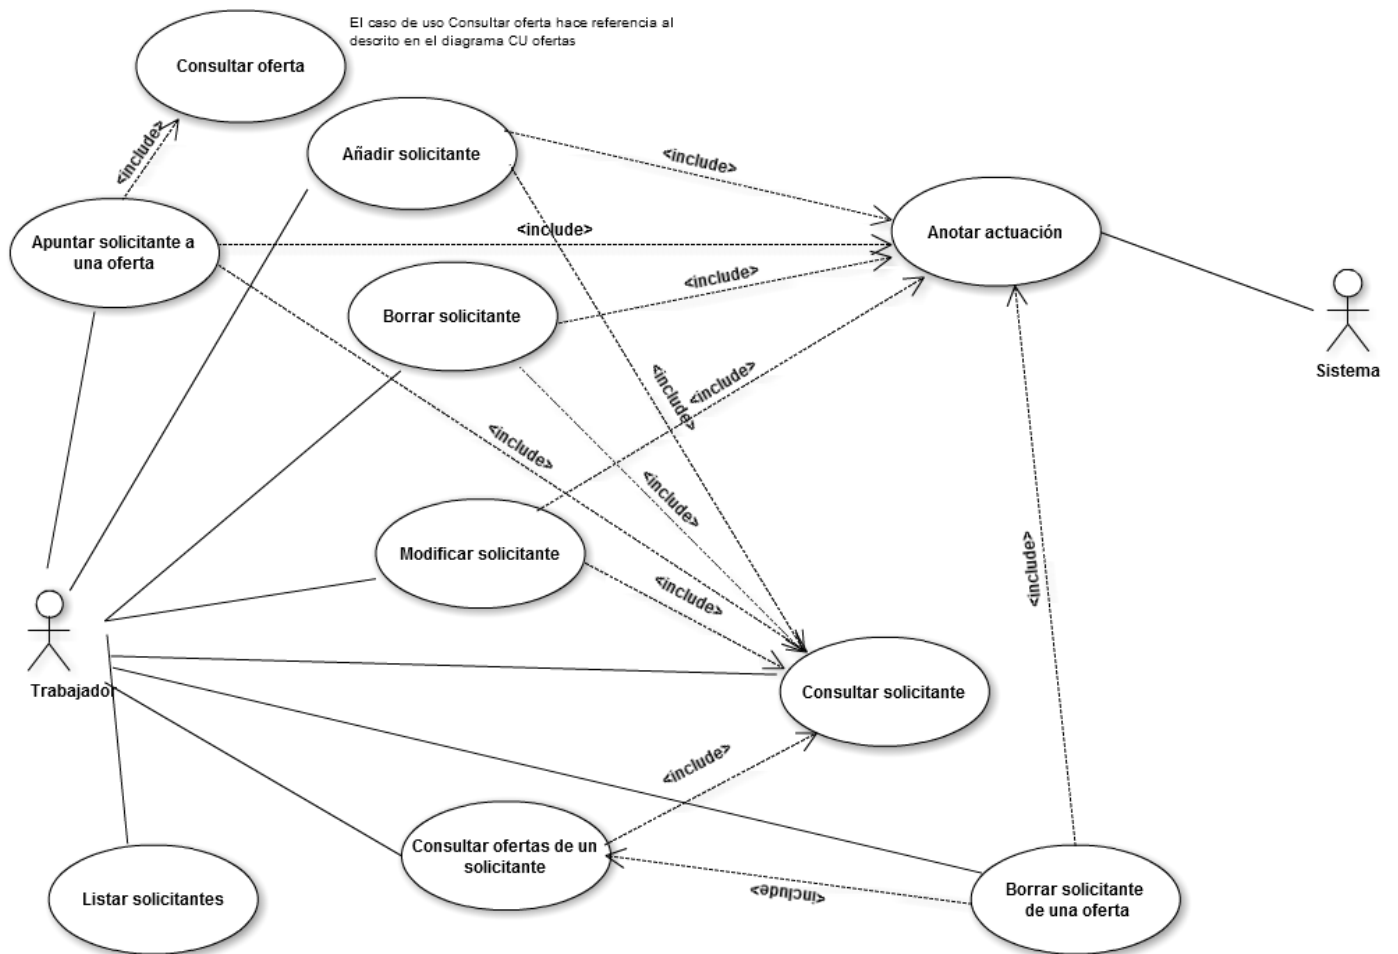 El caso de uso Consultar oferta hace referencia al
descrito en el diagrama CU ofertas
Consultar oferta
<include>
Añadir solicitante
<include>
Apuntar solicitante a
una oferta
<include>
Anotar actuación
<include>
Borrar solicitante
Sistema
<include>
<include>
<include>
<include>
Modificar solicitante
<include>
<include>
Trabajador
Consultar solicitante
<include>
Consultar ofertas de un
solicitante
<include>
Listar solicitantes
Borrar solicitante
de una oferta